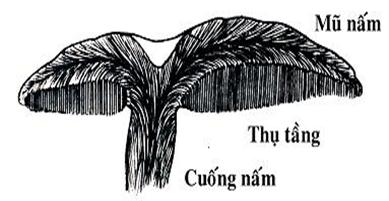 Mũ nấm
Thụ tầng
Cuống nấm